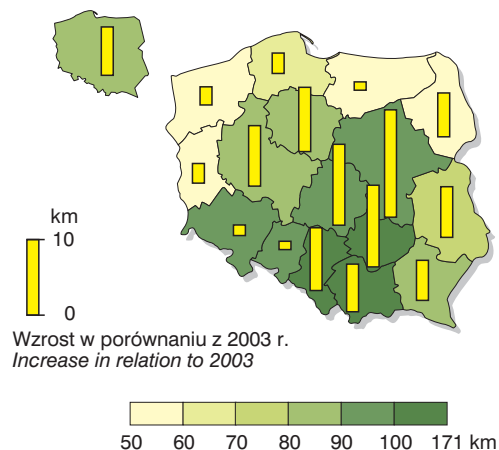 km
10
0
Wzrost w porównaniu z 2003 r.
Increase in relation to 2003
50 60 70 80 90 100 171 km